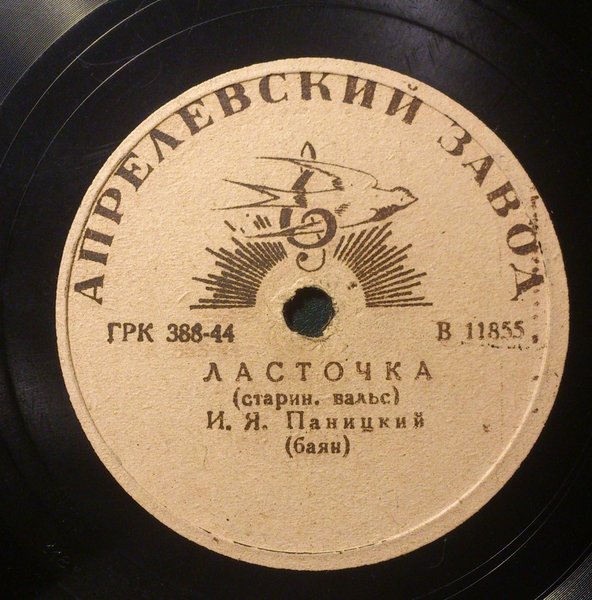 АПРЕЛЕВСКИЙ ЗАВОД
ГРК 388-44
В 11855
ЛАСТОЧКА
(старин. вальс)
И. Я. Паницкий
(баян)